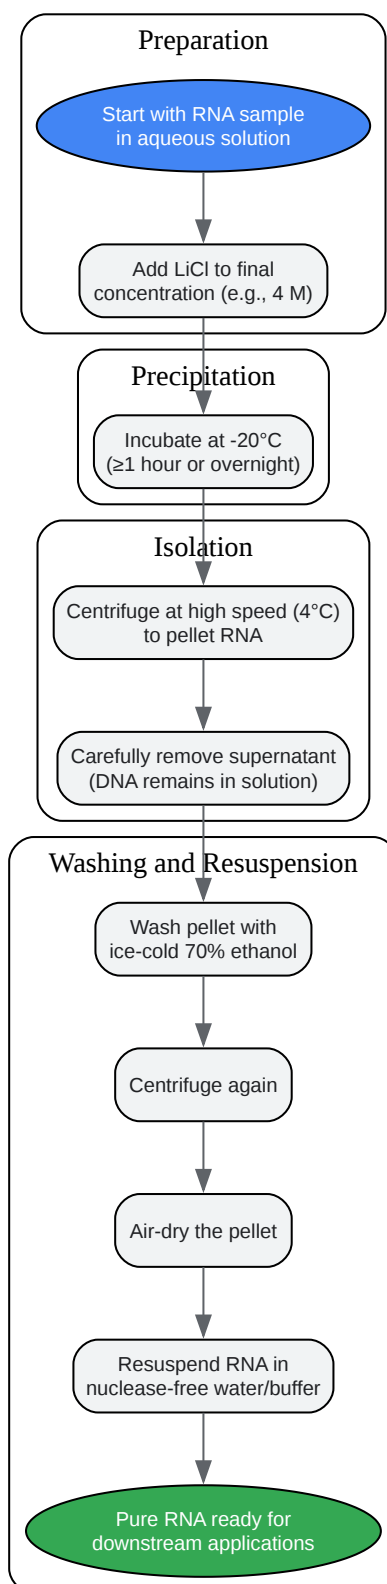 Preparation
Start with RNA sample
in aqueous solution
Add LiCl to final
concentration (e.g., 4 M)
Precipitation
Incubate at -20°C
(≥1 hour or overnight)
Isolation
Centrifuge at high speed (4°C)
to pellet RNA
Carefully remove supernatant
(DNA remains in solution)
Washing and Resuspension
Wash pellet with
ice-cold 70% ethanol
Centrifuge again
Air-dry the pellet
Resuspend RNA in
nuclease-free water/buffer
Pure RNA ready for
downstream applications